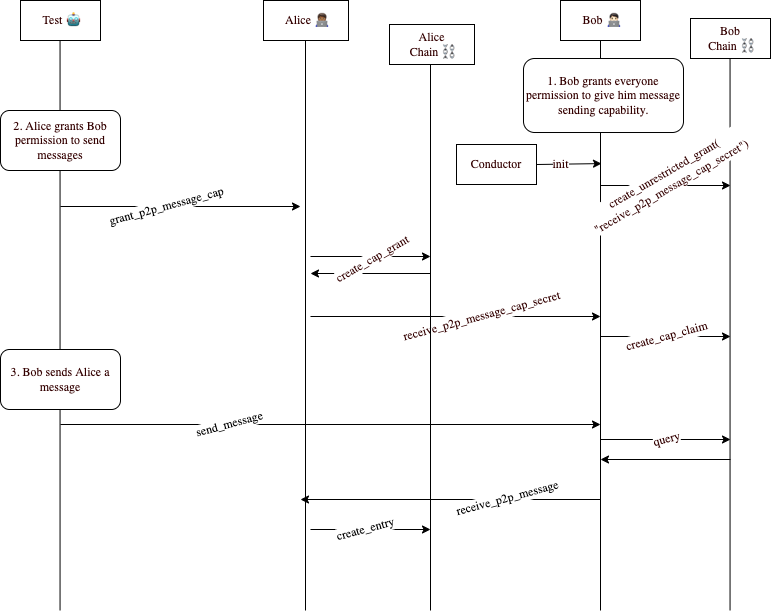 Test 🤖
Alice 👨🏾‍💻
Alice
Chain ⛓
Bob 👨🏻‍💻
Bob
Chain ⛓
1. Bob grants everyone
permission to give him message
sending capability.
2. Alice grants Bob
permission to send
messages
Conductor
init
create_unrestricted_grant(
"receive_p2p_message_cap_secret")
grant_p2p_message_cap
create_cap_grant
receive_p2p_message_cap_secret
create_cap_claim
3. Bob sends Alice a
message
send_message
query
receive_p2p_message
create_entry